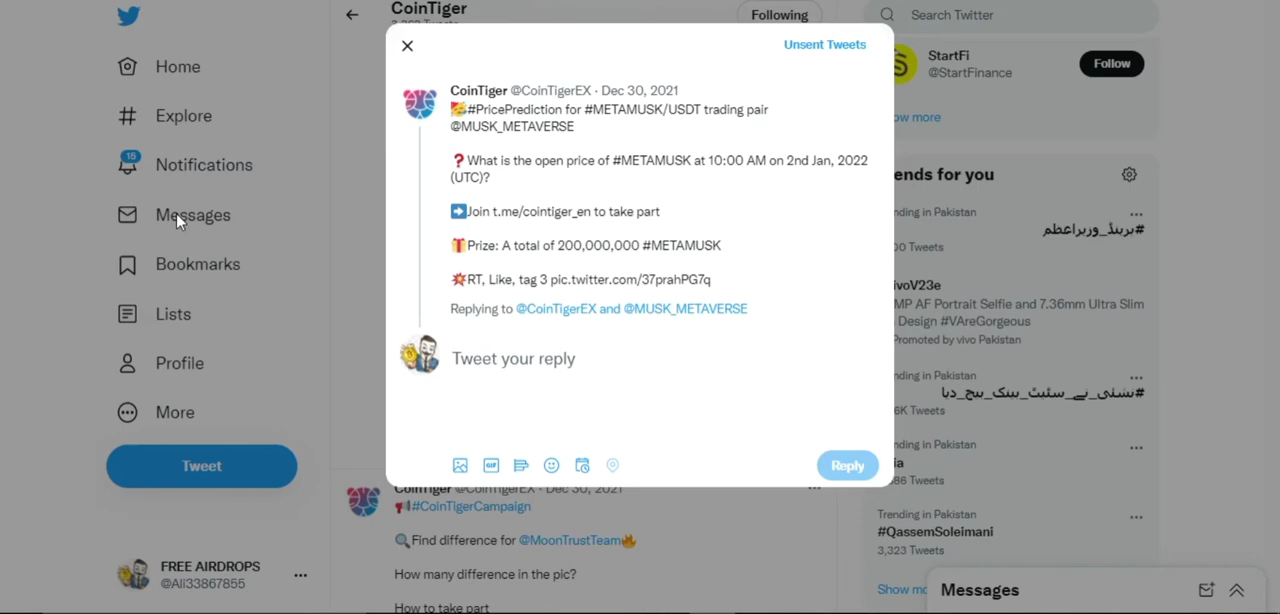 CoinTiger
Following
Search Twitter
Unsent Tweets
Home
Explore
15
Notifications
Messages
Bookmarks
Lists
Profile
More
Tweet
FREE AIRDROPS
@Ali33867855
CoinTiger @CoinTigerEX · Dec 30, 2021
#PricePrediction for #METAMUSK/USDT trading pair
@MUSK_METAVERSE
What is the open price of #METAMUSK at 10:00 AM on 2nd Jan, 2022
(UTC)?
Join t.me/cointiger_en to take part
Prize: A total of 200,000,000 #METAMUSK
RT, Like, tag 3 pic.twitter.com/37prahPG7q
Replying to @CoinTigerEX and @MUSK_METAVERSE
Tweet your reply
GIF
Reply
CoinTiger @CoinTigerEX · Dec 30, 2021
#CoinTigerCampaign
Find difference for @MoonTrustTeam
How many difference in the pic?
How to take part
StartFi
@StartFinance
Follow
ow more
ends for you
nding in Pakistan
#برینڈ_وزیراعظم
00 Tweets
ivoV23e
MP AF Portrait Selfie and 7.36mm Ultra Slim
Design #VAreGorgeous
Promoted by vivo Pakistan
nding in Pakistan
6K Tweets
nding in Pakistan
ia
86 Tweets
Trending in Pakistan
#QassemSoleimani
3,323 Tweets
Show mo
Messages